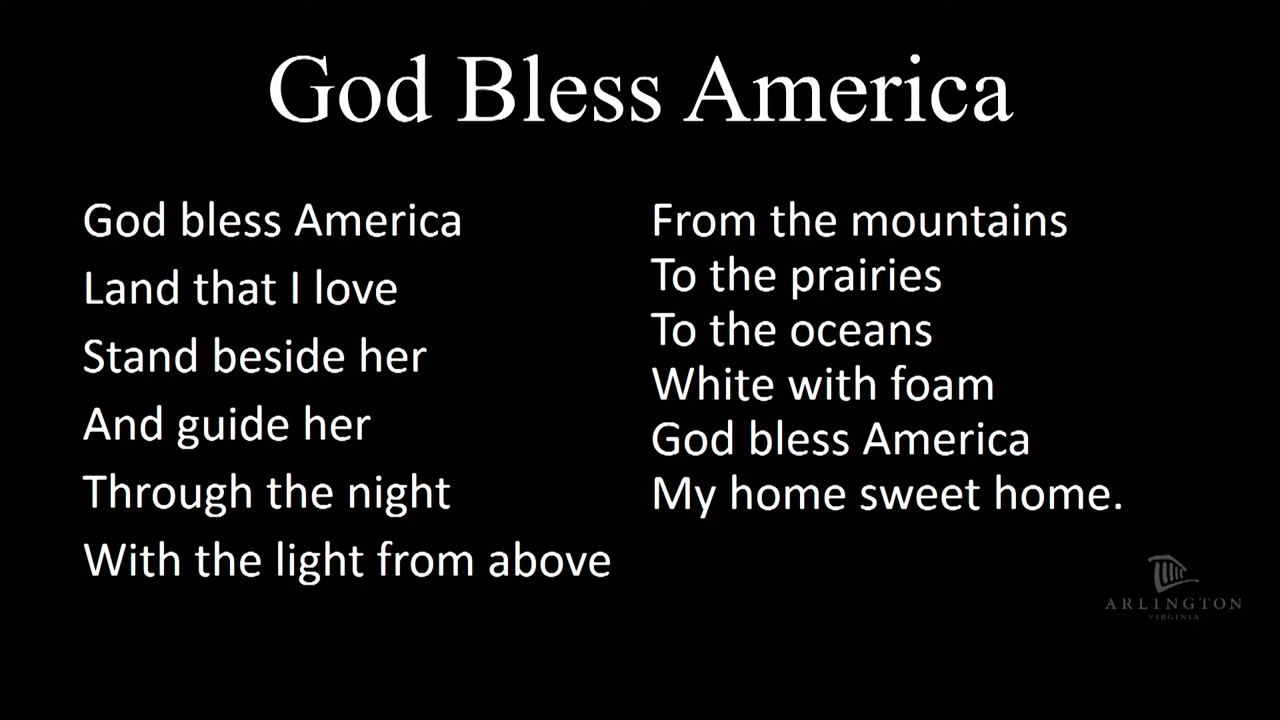 God Bless America
God bless America
Land that I love
Stand beside her
And guide her
Through the night
With the light from above
From the mountains
To the prairies
To the oceans
White with foam
God bless America
My home sweet home.
ARLINGTON
VIRGINIA